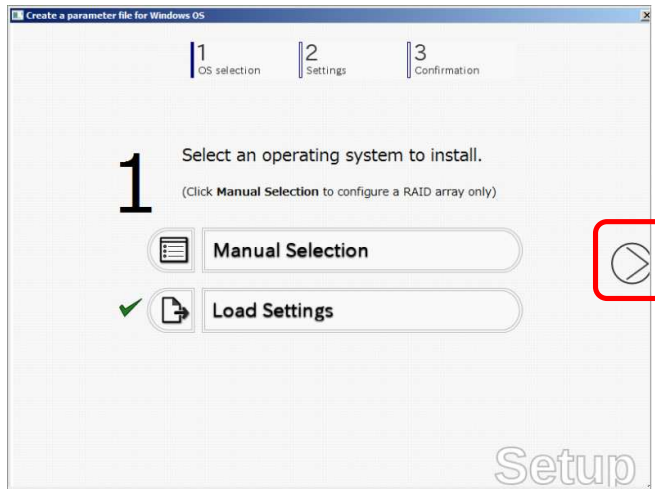 Create a parameter file for Windows OS
1
OS selection
2
Settings
3
Confirmation
1
Select an operating system to install.
(Click Manual Selection to configure a RAID array only)
Manual Selection
Load Settings
Setup